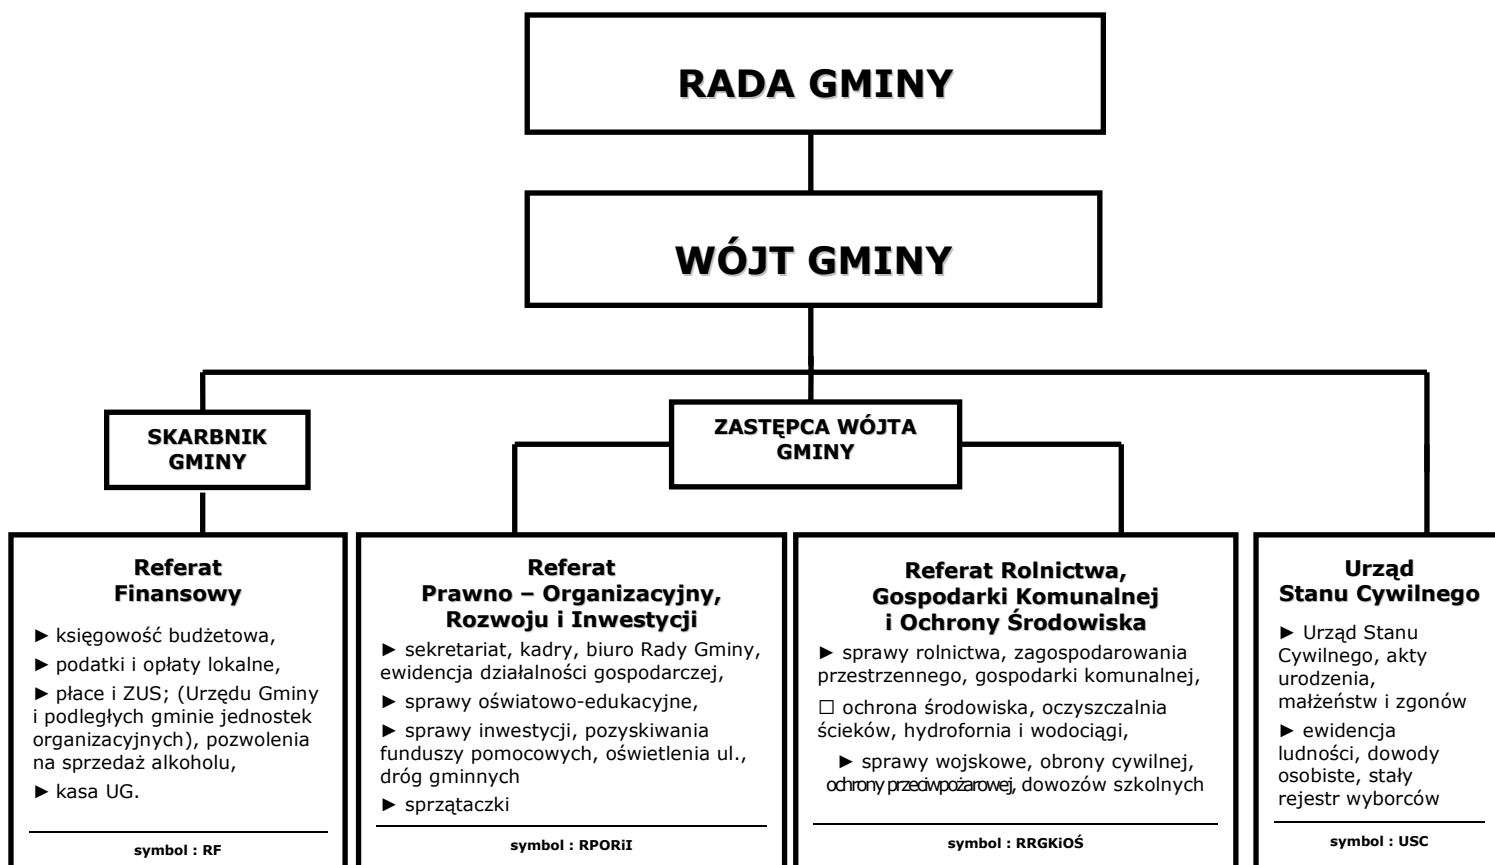 RADA GMINY
WÓJT GMINY
SKARBNIK
GMINY
ZASTĘPCA WÓJTA
GMINY
Referat
Finansowy
► księgowość budżetowa,
► podatki i opłaty lokalne,
► płace i ZUS; (Urzędu Gminy
i podległych gminie jednostek
organizacyjnych), pozwolenia
na sprzedaż alkoholu,
► kasa UG.
symbol : RF
Referat
Prawno – Organizacyjny,
Rozwoju i Inwestycji
► sekretariat, kadry, biuro Rady Gminy,
ewidencja działalności gospodarczej,
► sprawy oświatowo-edukacyjne,
► sprawy inwestycji, pozyskiwania
funduszy pomocowych, oświetlenia ul.,
dróg gminnych
► sprzątaczki
symbol : RPORiI
Referat Rolnictwa,
Gospodarki Komunalnej
i Ochrony Środowiska
► sprawy rolnictwa, zagospodarowania
przestrzennego, gospodarki komunalnej,
□ ochrona środowiska, oczyszczalnia
ścieków, hydrofornia i wodociągi,
► sprawy wojskowe, obrony cywilnej,
ochrony przeciwpożarowej, dowozów szkolnych
symbol : RRGKiOŚ
Urząd
Stanu Cywilnego
► Urząd Stanu
Cywilnego, akty
urodzenia,
małżeństw i zgonów
► ewidencja
ludności, dowody
osobiste, stały
rejestr wyborców
symbol : USC